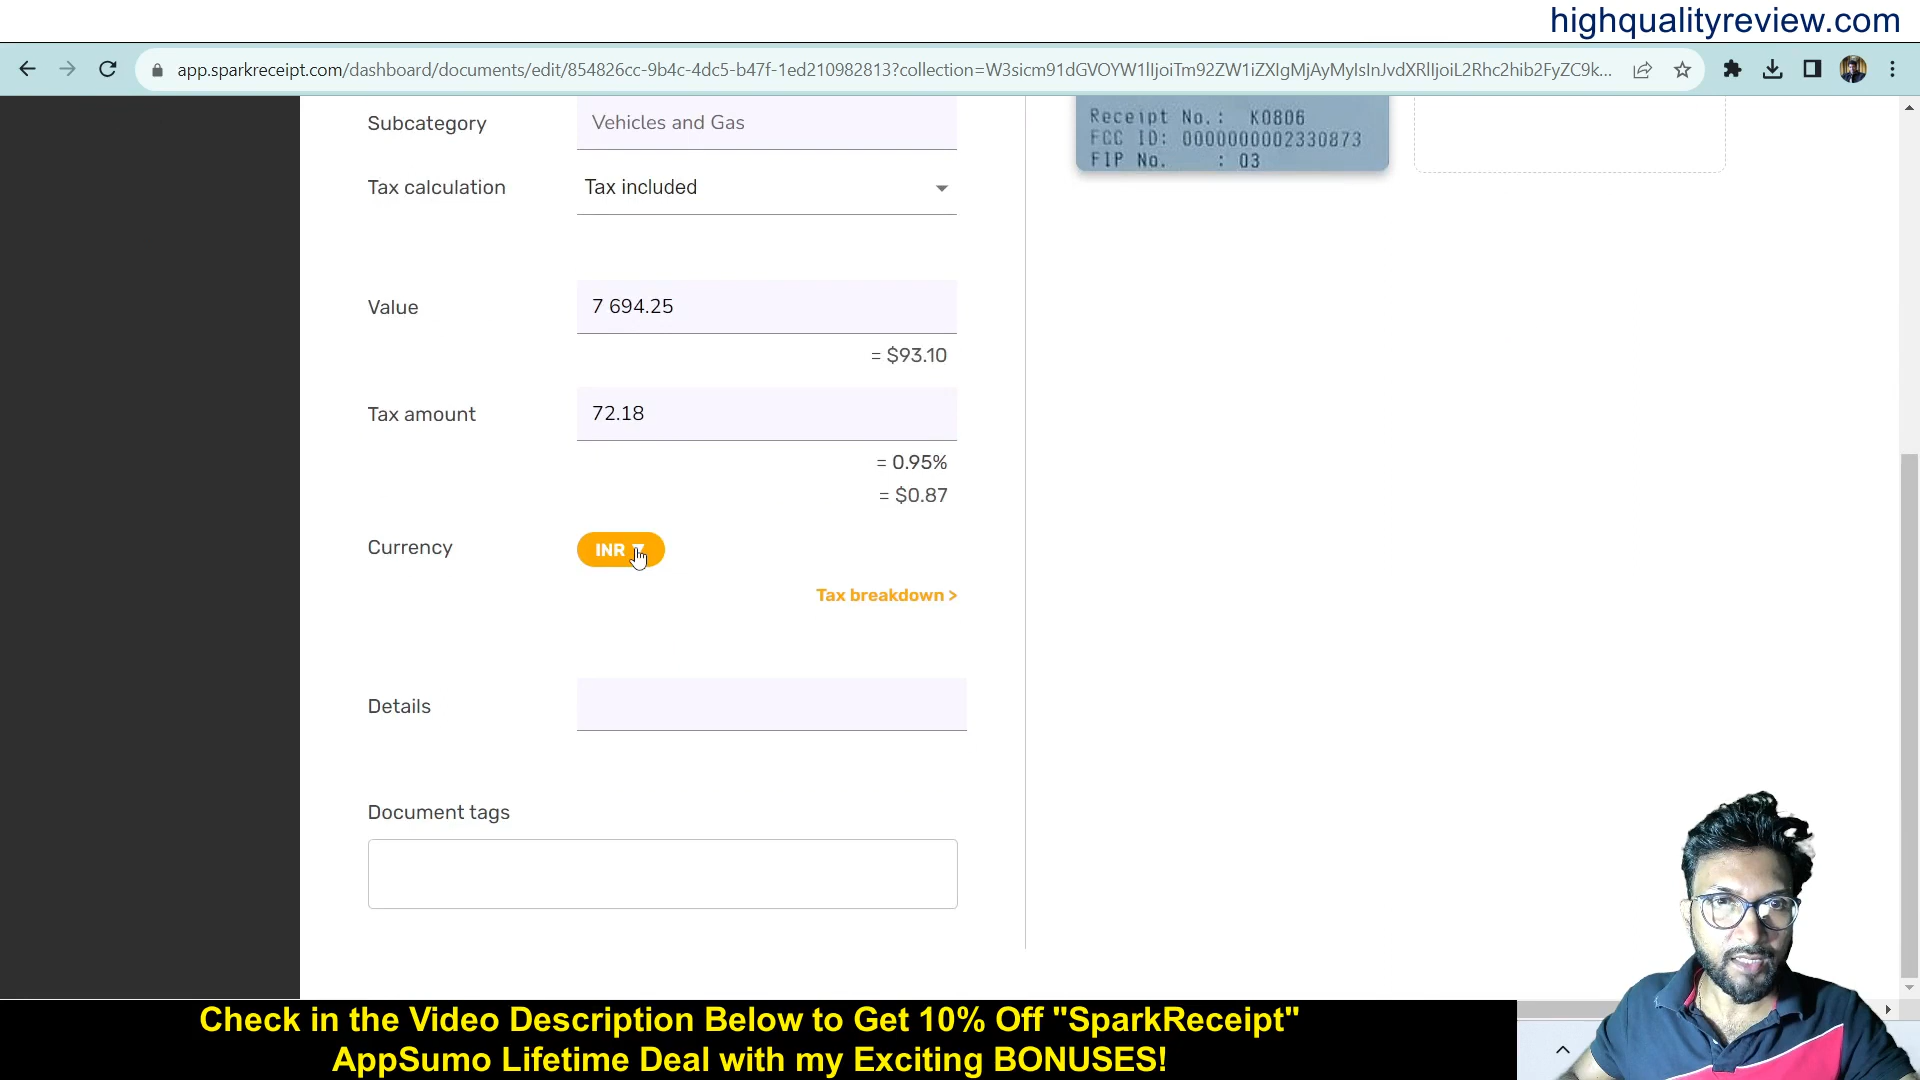 highqualityreview.com
app.sparkreceipt.com/dashboard/documents/edit/854826cc-9b4c-4dc5-b47f-1ed210982813?collection=W3sicm91dGVOYW1lIjoiTm92ZW1iZXIgMjAyMyIsInJvdXRlIjoiL2Rhc2hib2FyZC9k...
Subcategory
Vehicles and Gas
Receipt No.: K0806
FCC ID: 0000000002330873
FIP No. : 03
Tax calculation
Tax included
Value
7 694.25
= $93.10
Tax amount
72.18
= 0.95%
= $0.87
Currency
INR
Tax breakdown >
Details
Document tags
Check in the Video Description Below to Get 10% Off "SparkReceipt"
AppSumo Lifetime Deal with my Exciting BONUSES!